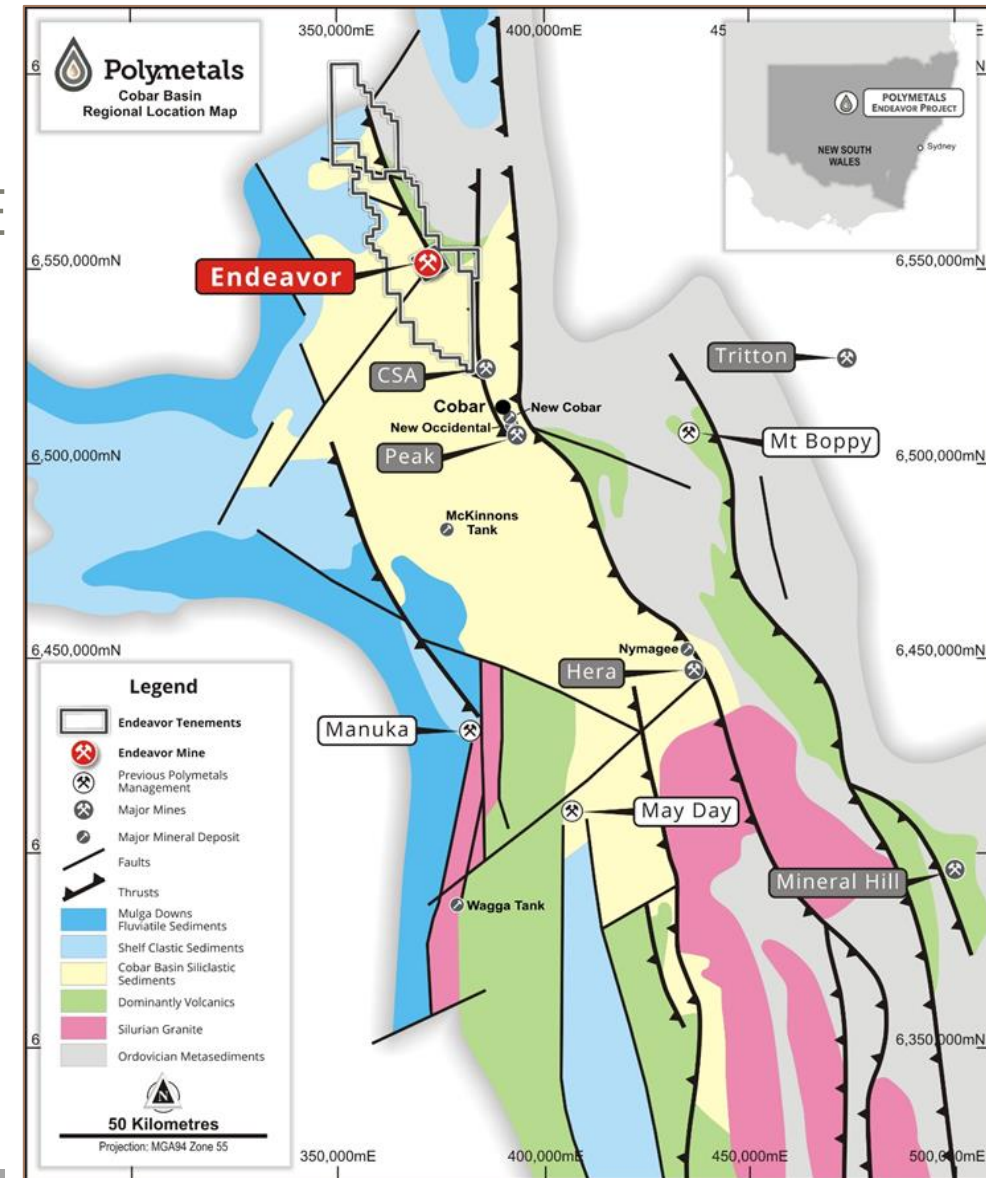 350,000mE
400,000mE
45
E
6
Polymetals
Cobar Basin
Regional Location Map
POLYMETALS
ENDEAVOR PROJECT
NEW SOUTH
WALES
Sydney
6,550,000mN
6,550,000mN
Endeavor
Tritton
CSA
Cobar
New Cobar
New Occidental
Peak
Mt Boppy
6,500,000mN
6,500,000mN
McKinnons
Tank
6,450,000mN
6,450,000mN
Nymagee
Hera
Manuka
May Day
Mineral Hill
Wagga Tank
Legend
Endeavor Tenements
Endeavor Mine
Previous Polymetals
Management
Major Mines
Major Mineral Deposit
Faults
Thrusts
Mulga Downs
Fluviatile Sediments
Shelf Clastic Sediments
Cobar Basin Siliclastic
Sediments
Dominantly Volcanics
Silurian Granite
Ordovician Metasediments
N
50 Kilometres
Projection: MGA94 Zone 55
6
6
6,350,000mN
350,000mE
400,000mE
450,000mE
500,000mE